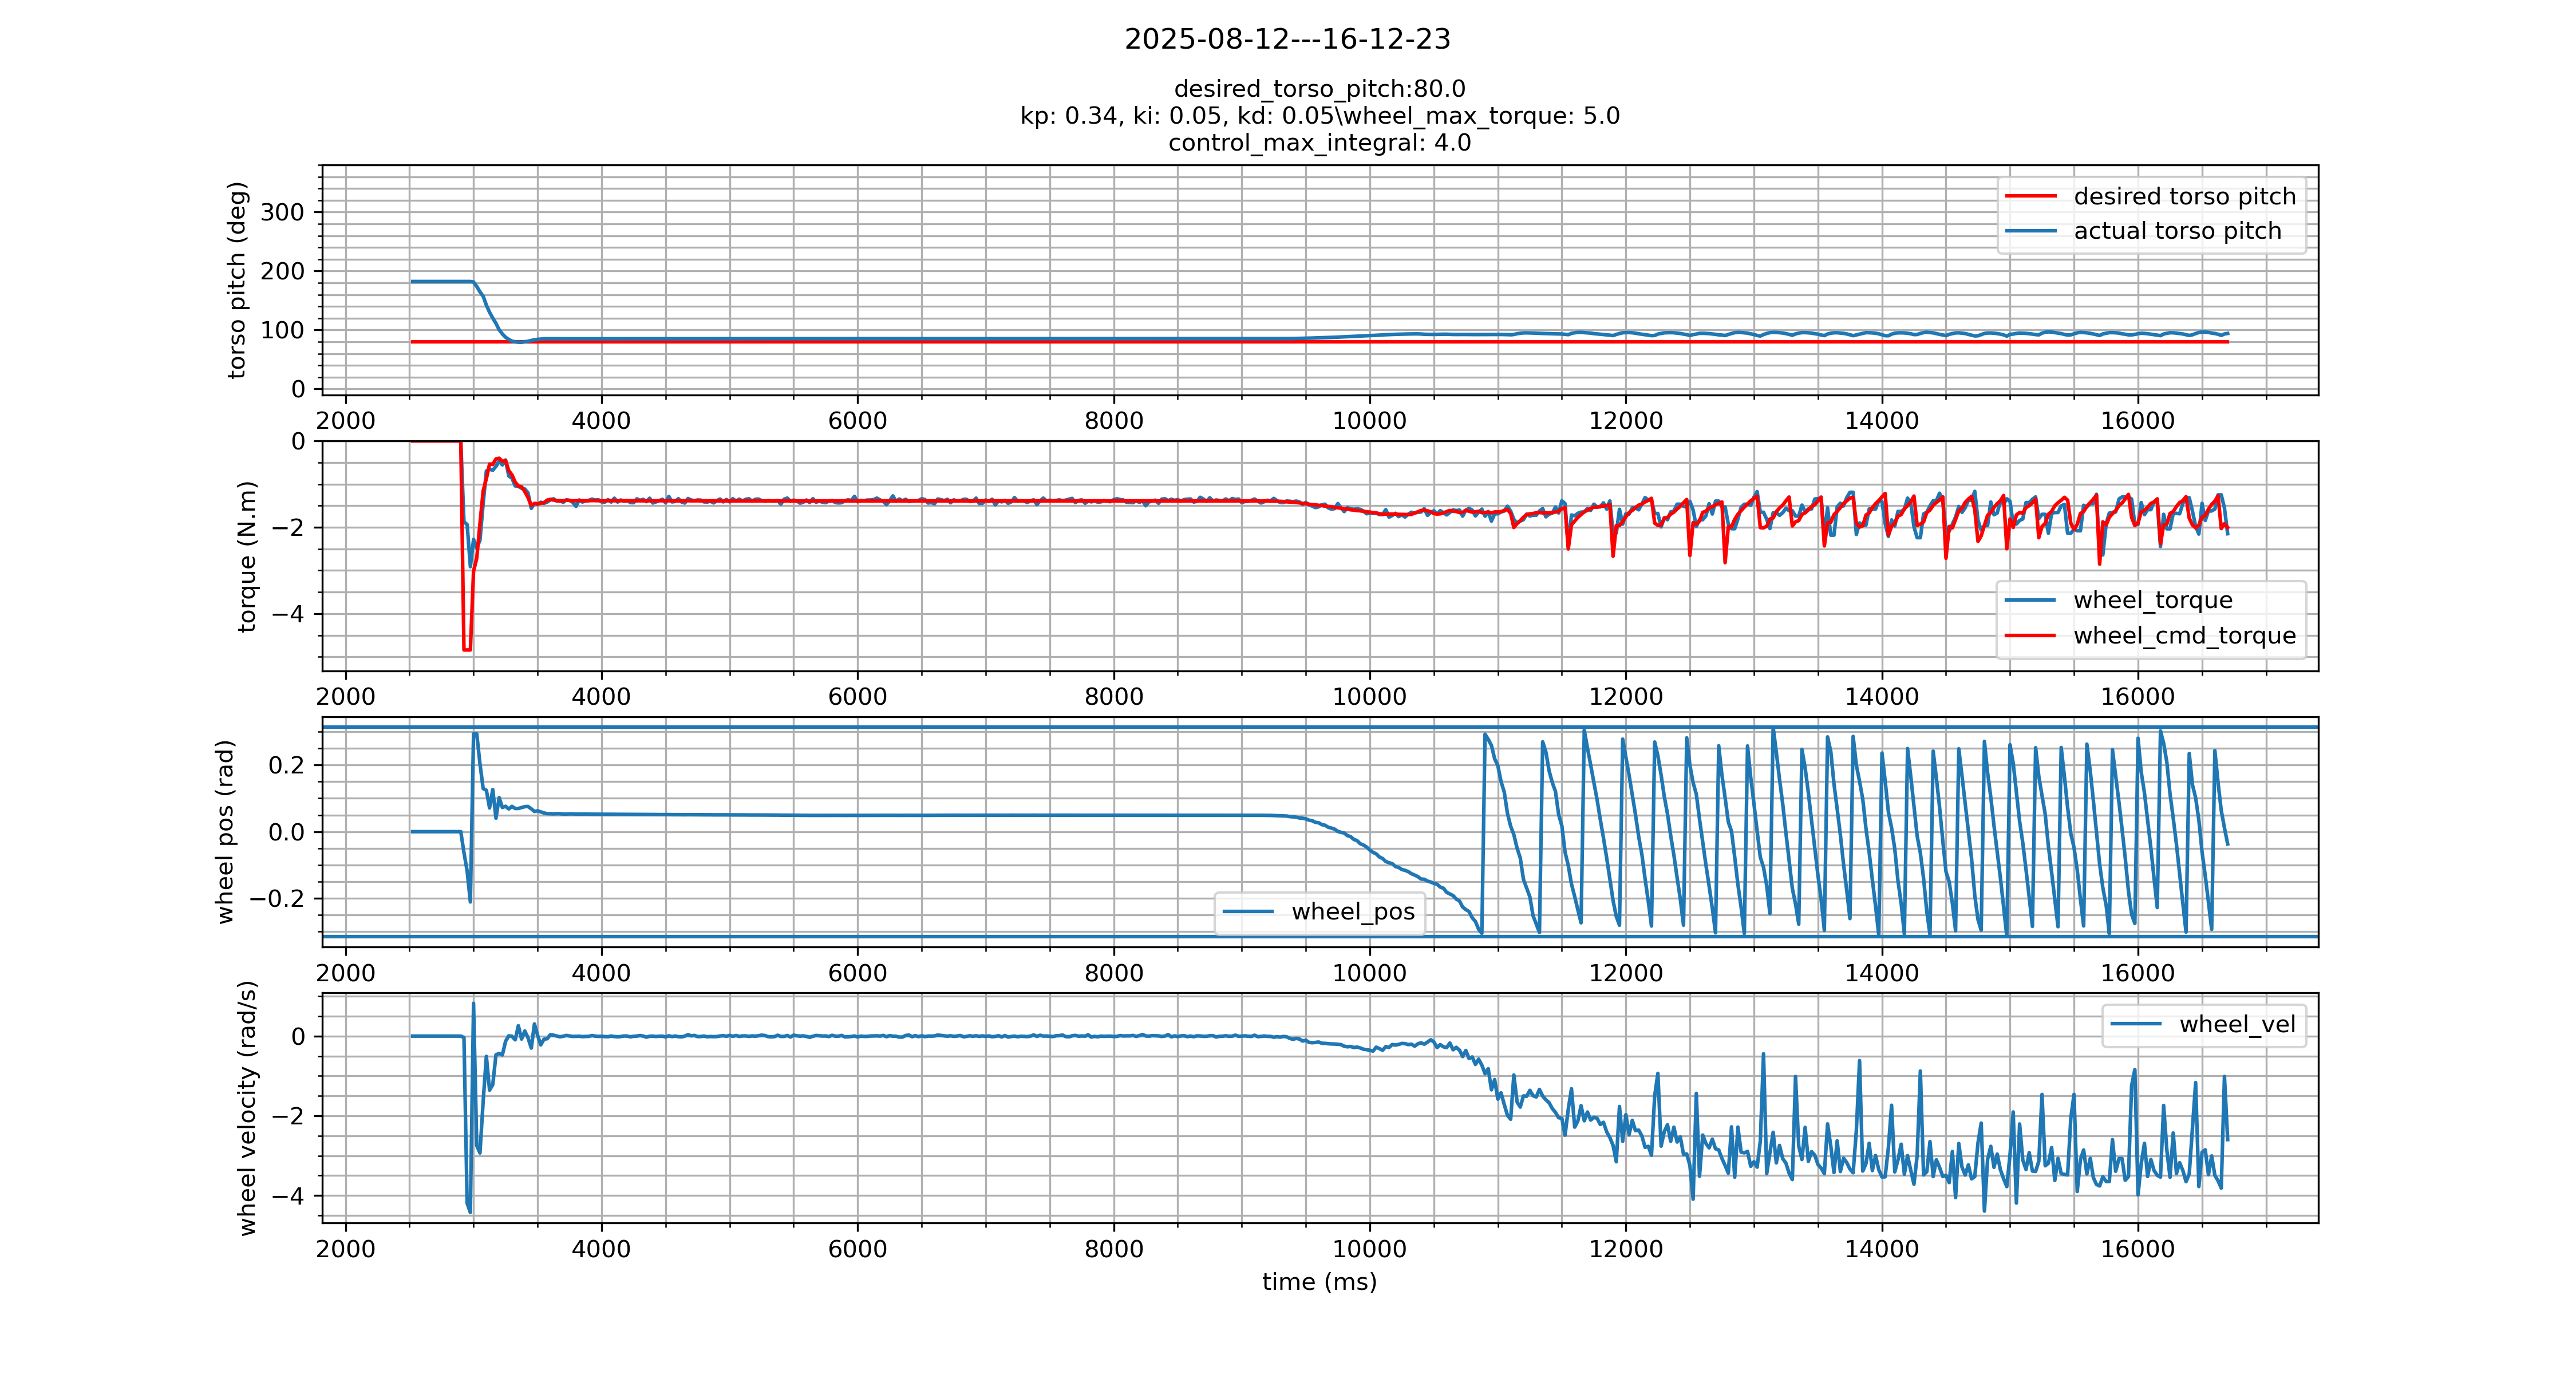 2025-08-12---16-12-23
desired_torso_pitch:80.0
kp: 0.34, ki: 0.05, kd: 0.05\wheel_max_torque: 5.0
control_max_integral: 4.0
torso pitch (deg)
300
200
100
0
desired torso pitch
actual torso pitch
2000 4000 6000 8000 10000 12000 14000 16000
torque (N.m)
0
−2
−4
wheel_torque
wheel_cmd_torque
2000 4000 6000 8000 10000 12000 14000 16000
wheel pos (rad)
0.2
0.0
−0.2
wheel_pos
2000 4000 6000 8000 10000 12000 14000 16000
wheel velocity (rad/s)
0
−2
−4
wheel_vel
2000 4000 6000 8000 10000 12000 14000 16000
time (ms)